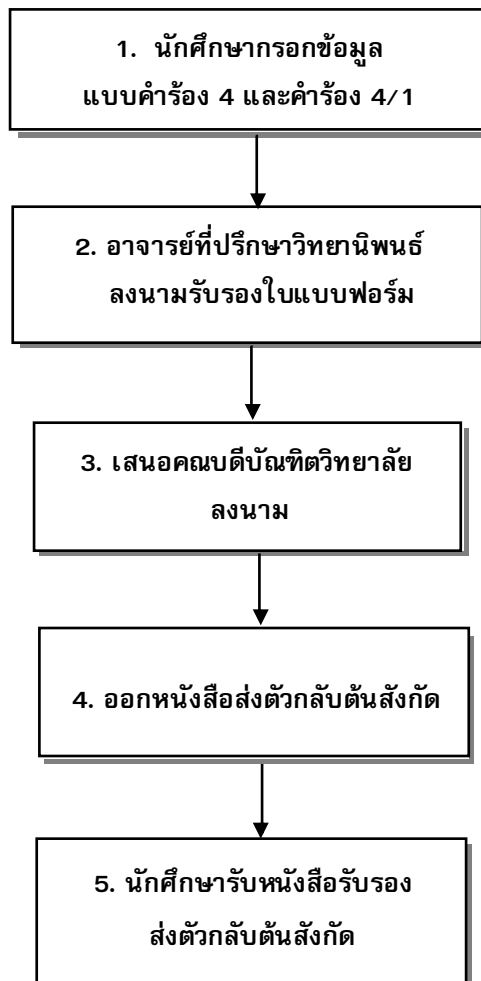 1. นักศึกษากรอกข้อมูล
แบบคำร้อง 4 และคำร้อง 4/1
2. อาจารย์ที่ปรึกษาวิทยานิพนธ์
ลงนามรับรองใบแบบฟอร์ม
3. เสนอคณบดีบัณฑิตวิทยาลัย
ลงนาม
4. ออกหนังสือส่งตัวกลับต้นสังกัด
5. นักศึกษารับหนังสือรับรอง
ส่งตัวกลับต้นสังกัด